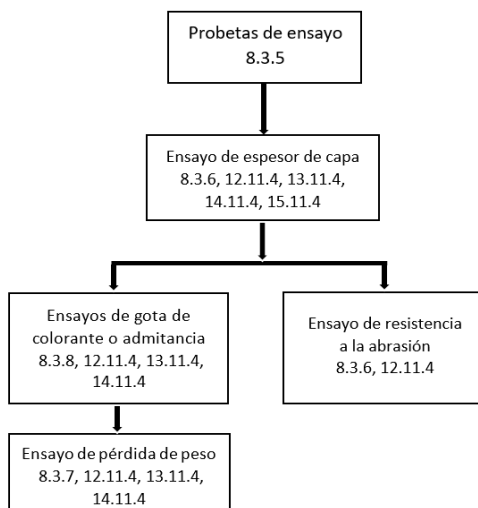 Probetas de ensayo
8.3.5
Ensayo de espesor de capa
8.3.6, 12.11.4, 13.11.4,
14.11.4, 15.11.4
Ensayos de gota de
colorante o admitancia
8.3.8, 12.11.4, 13.11.4,
14.11.4
Ensayo de resistencia
a la abrasión
8.3.6, 12.11.4
Ensayo de pérdida de peso
8.3.7, 12.11.4, 13.11.4,
14.11.4